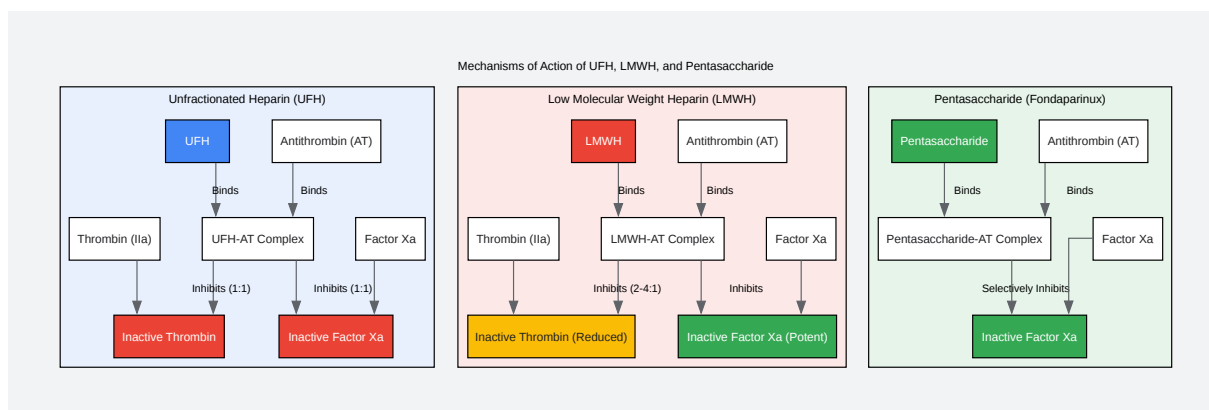 Mechanisms of Action of UFH, LMWH, and Pentasaccharide
Unfractionated Heparin (UFH)
UFH
Antithrombin (AT)
Binds
Binds
Thrombin (IIa)
UFH-AT Complex
Factor Xa
Inhibits (1:1)
Inhibits (1:1)
Inactive Thrombin
Inactive Factor Xa
Low Molecular Weight Heparin (LMWH)
LMWH
Antithrombin (AT)
Binds
Binds
Thrombin (IIa)
LMWH-AT Complex
Factor Xa
Inhibits (2-4:1)
Inhibits
Inactive Thrombin (Reduced)
Inactive Factor Xa (Potent)
Pentasaccharide (Fondaparinux)
Pentasaccharide
Antithrombin (AT)
Binds
Binds
Pentasaccharide-AT Complex
Factor Xa
Selectively Inhibits
Inactive Factor Xa